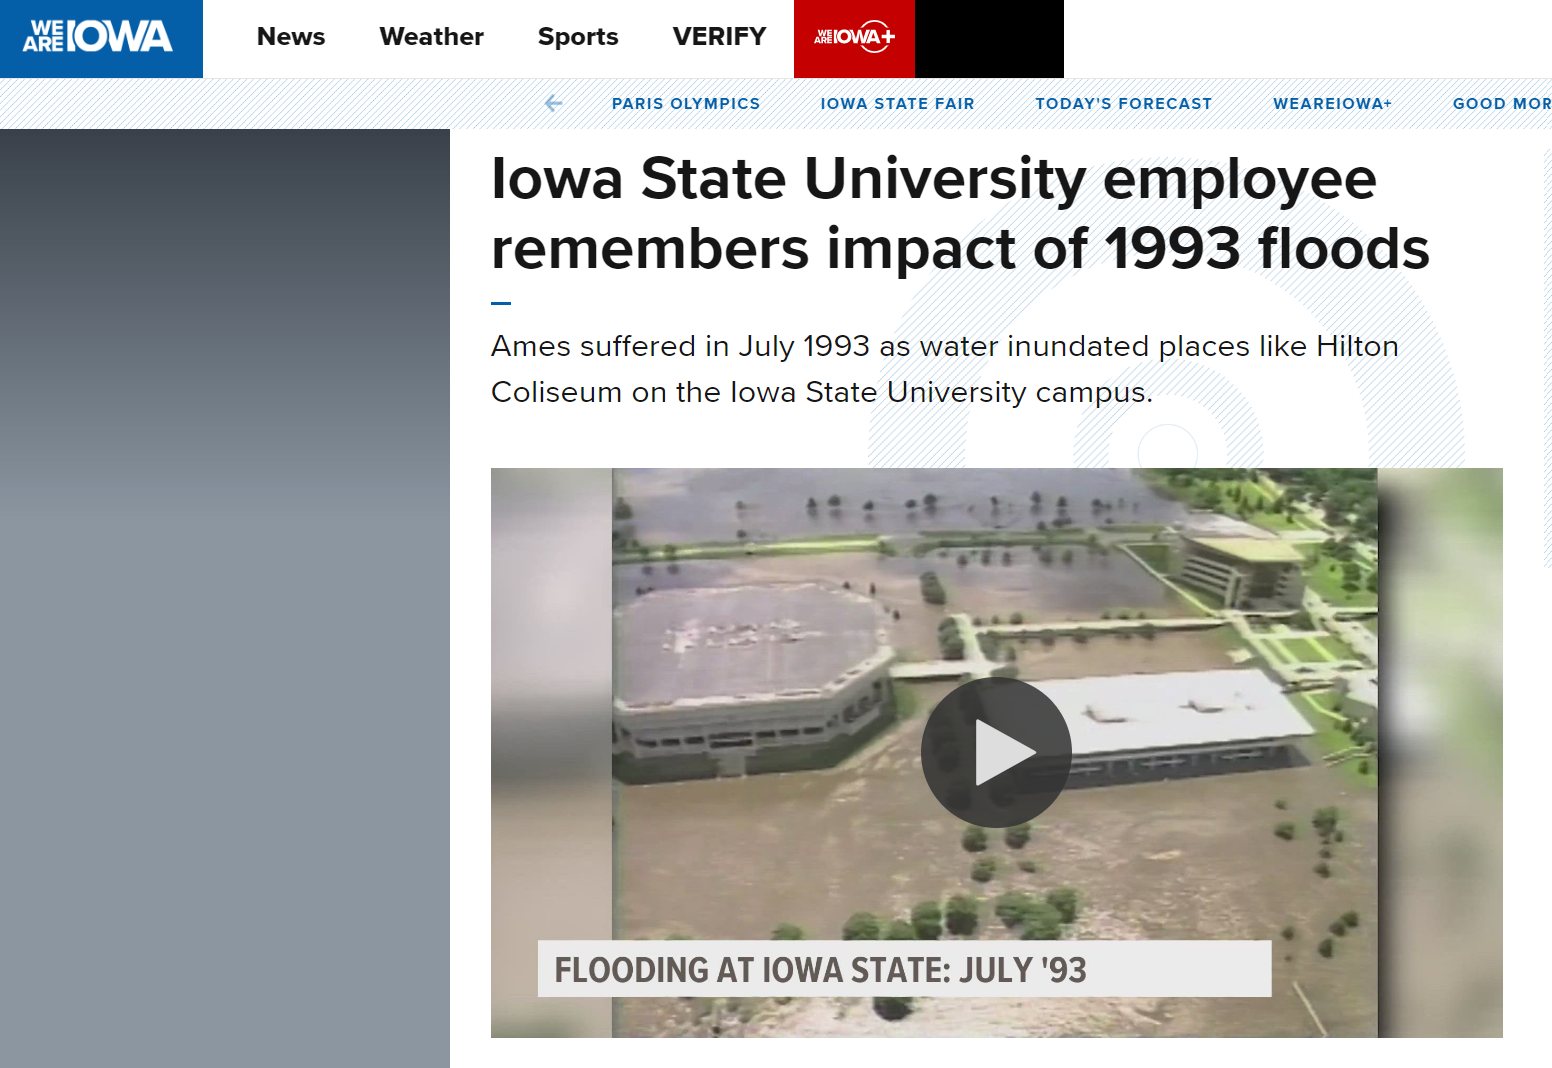 WE ARE IOWA
News
Weather
Sports
VERIFY
WE ARE IOWA+
PARIS OLYMPICS
IOWA STATE FAIR
TODAY'S FORECAST
WEAREIOWA+
GOOD MOR
Iowa State University employee
remembers impact of 1993 floods
Ames suffered in July 1993 as water inundated places like Hilton
Coliseum on the Iowa State University campus.
FLOODING AT IOWA STATE: JULY '93